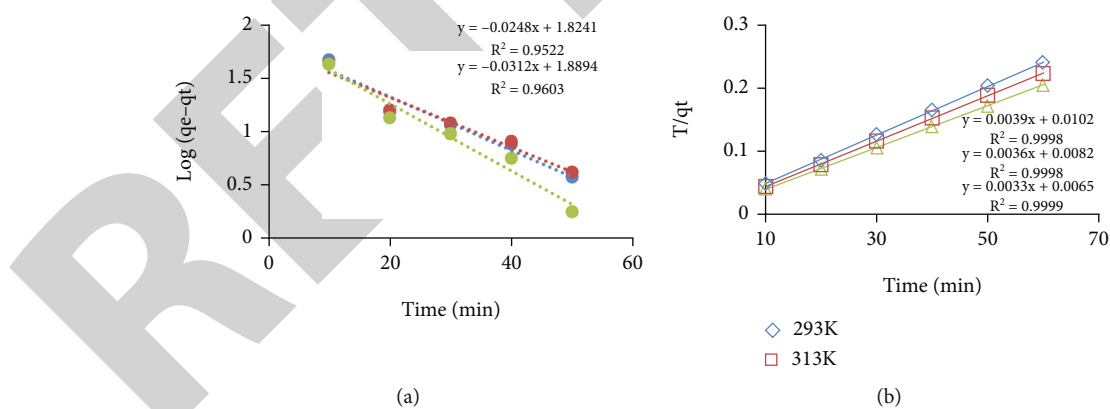 2
1.5
1
0.5
0
0
20
40
60
Log (qe–qt)
Time (min)
y = –0.0248x + 1.8241
R² = 0.9522
y = –0.0312x + 1.8894
R² = 0.9603
(a)
0.3
0.2
0.1
0
10
30
50
70
T/qt
Time (min)
y = 0.0039x + 0.0102
R² = 0.9998
y = 0.0036x + 0.0082
R² = 0.9998
y = 0.0033x + 0.0065
R² = 0.9999
293K
313K
(b)